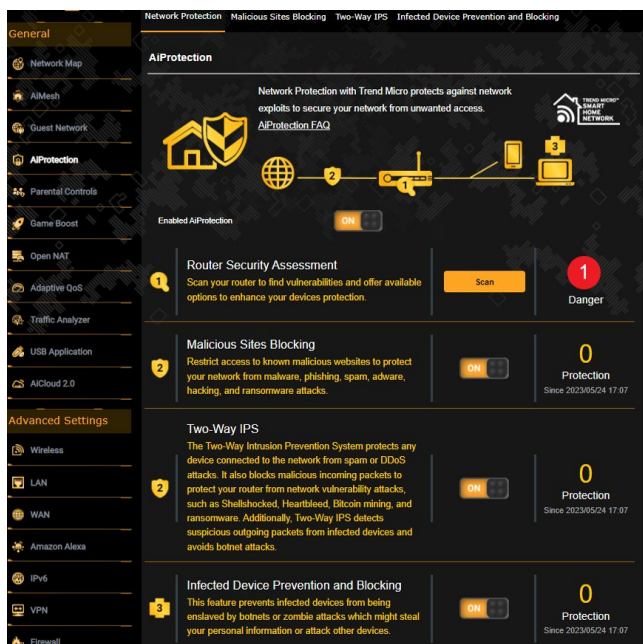 Network Protection Malicious Sites Blocking Two-Way IPS Infected Device Prevention and Blocking
General
Network Map
AiMesh
Guest Network
AiProtection
Parental Controls
Game Boost
Open NAT
Adaptive QoS
Traffic Analyzer
USB Application
AiCloud 2.0
Advanced Settings
Wireless
LAN
WAN
Amazon Alexa
IPv6
VPN
Firewall
AiProtection
Network Protection with Trend Micro protects against network
exploits to secure your network from unwanted access.
AiProtection FAQ
TREND MICRO™
SMART
HOME
NETWORK
2
1
3
Enabled AiProtection
ON
1
Router Security Assessment
Scan your router to find vulnerabilities and offer available
options to enhance your devices protection.
Scan
1
Danger
2
Malicious Sites Blocking
Restrict access to known malicious websites to protect
your network from malware, phishing, spam, adware,
hacking, and ransomware attacks.
ON
0
Protection
Since 2023/05/24 17:07
2
Two-Way IPS
The Two-Way Intrusion Prevention System protects any
device connected to the network from spam or DDoS
attacks. It also blocks malicious incoming packets to
protect your router from network vulnerability attacks,
such as Shellshocked, Heartbleed, Bitcoin mining, and
ransomware. Additionally, Two-Way IPS detects
suspicious outgoing packets from infected devices and
avoids botnet attacks.
ON
0
Protection
Since 2023/05/24 17:07
3
Infected Device Prevention and Blocking
This feature prevents infected devices from being
enslaved by botnets or zombie attacks which might steal
your personal information or attack other devices.
ON
0
Protection
Since 2023/05/24 17:07